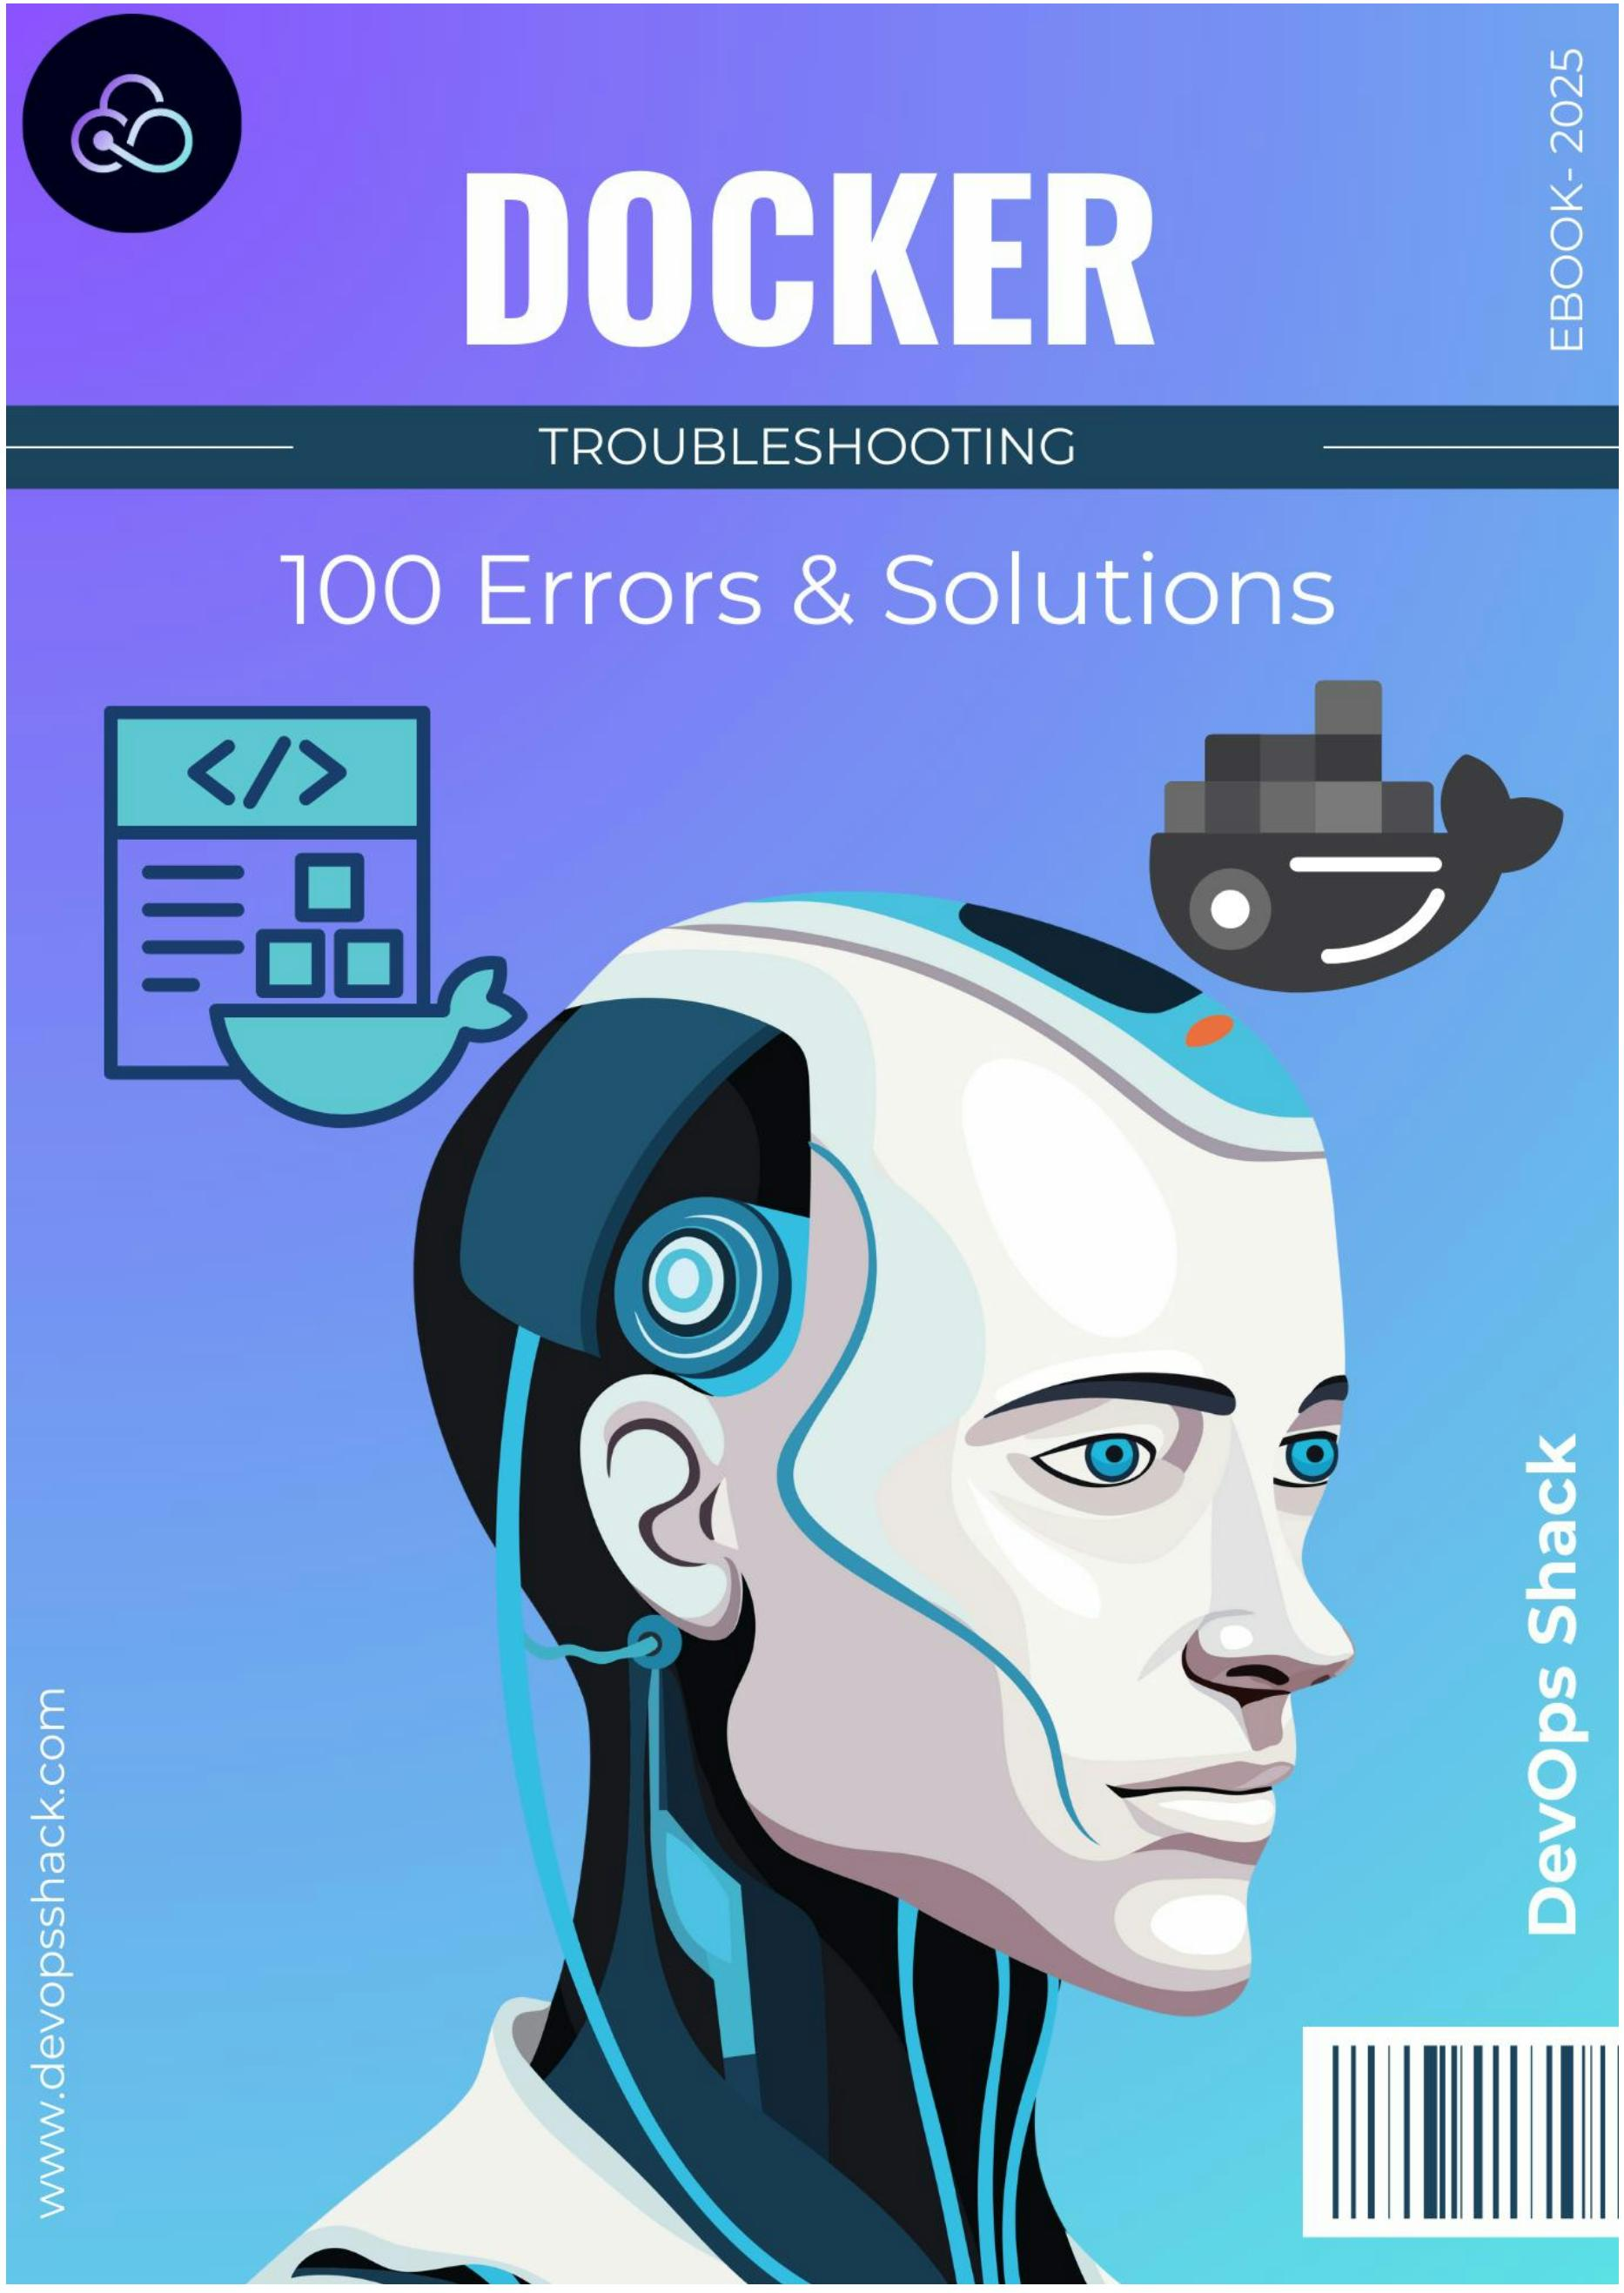 EBOOK- 2025
DOCKER
TROUBLESHOOTING
100 Errors & Solutions
</>
DevOps Shack
www.devopsshack.com